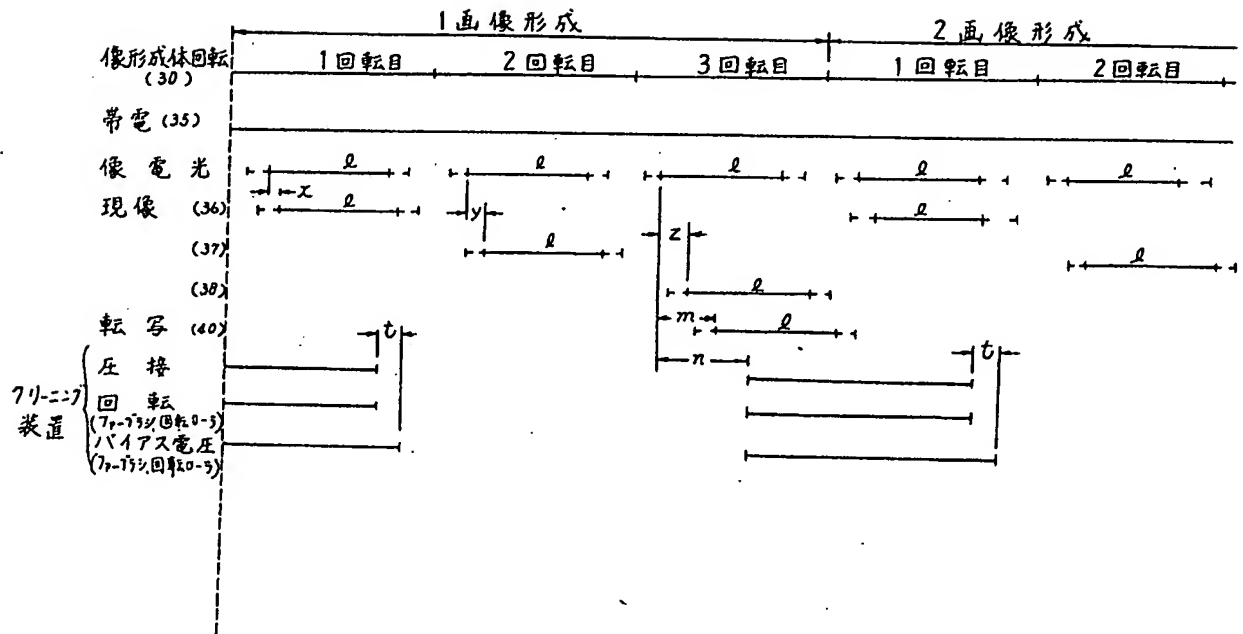 1画像形成 2画像形成
像形成体回転 1回転目 2回転目 3回転目 1回転目 2回転目
(30)
帯電(35)
像電光 l l l l l
x
現像 (36) l y l
(37) l z l
(38) l
転写 (40) t m l
圧接 n t
クリーニング装置
回転
(ファーブラシ,回転ローラ)
バイアス電圧
(ファーブラシ,回転ローラ)